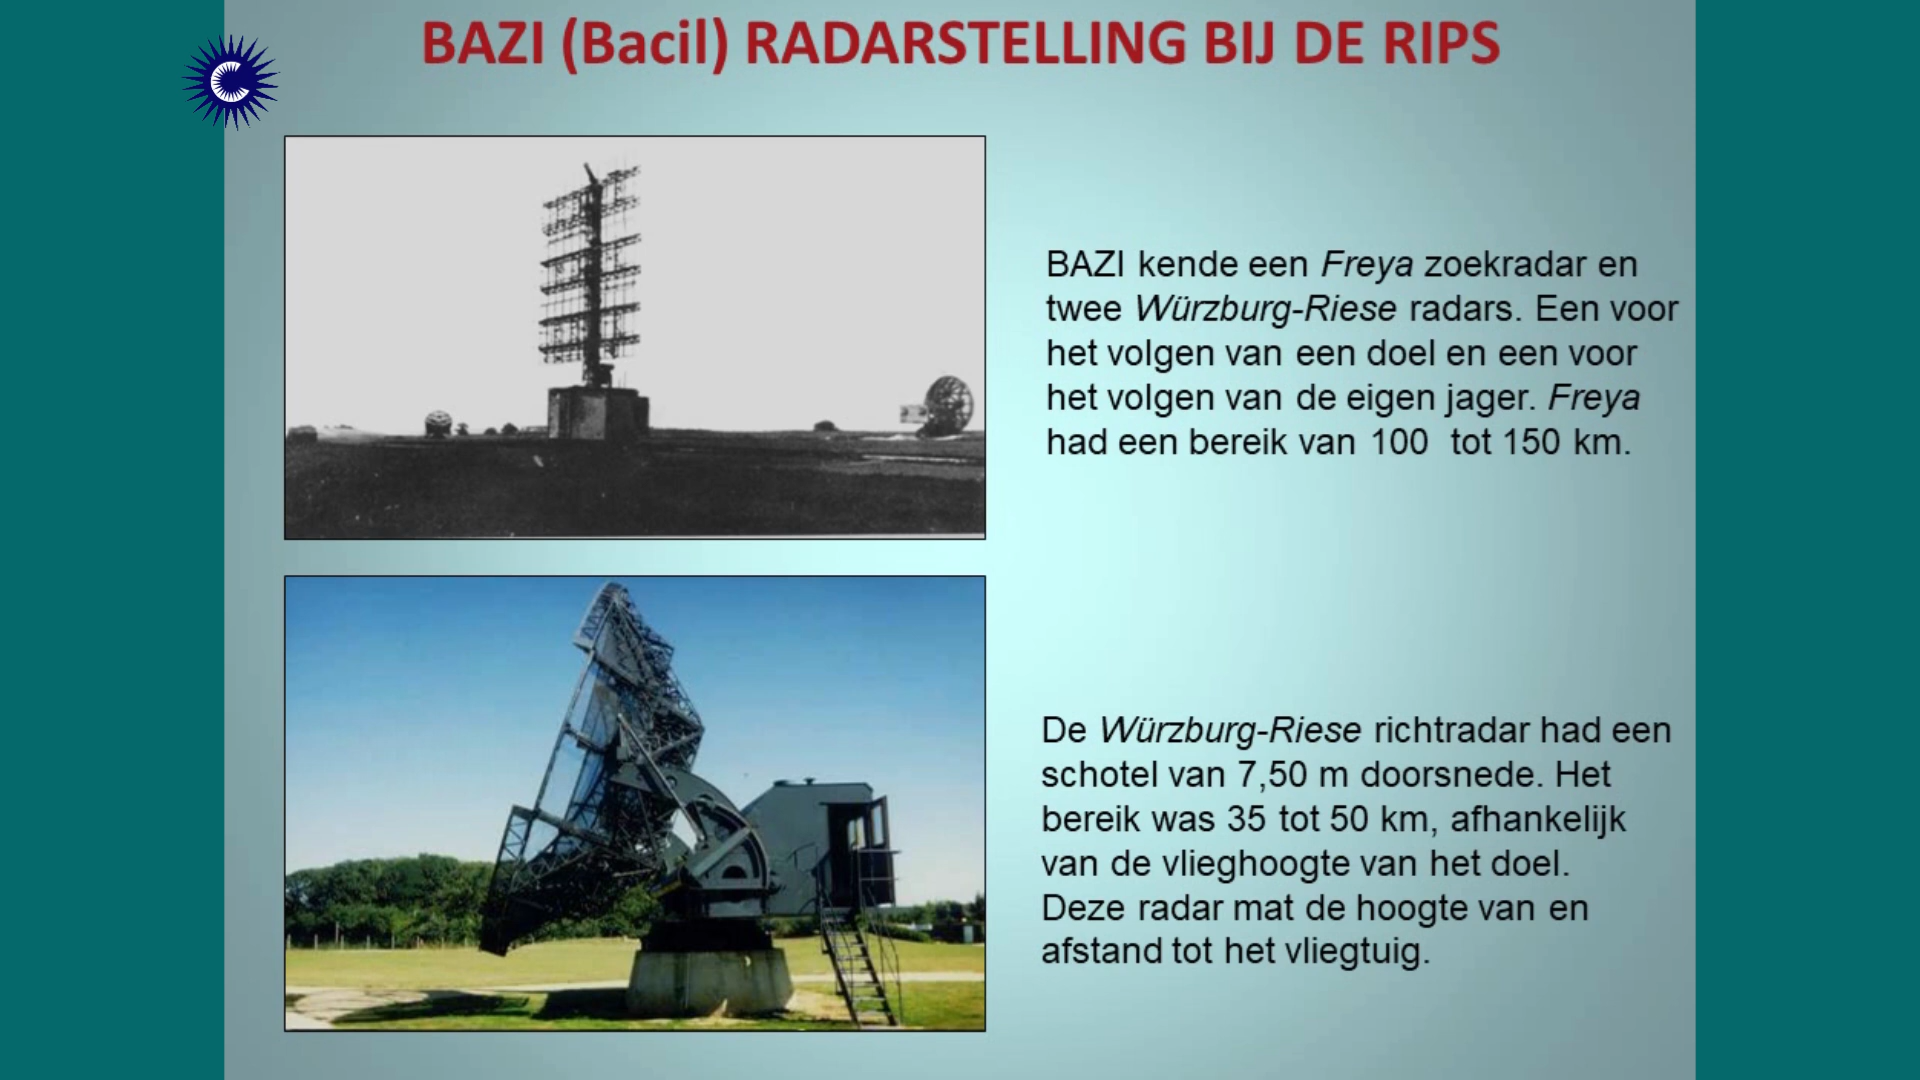 BAZI (Bacil) RADARSTELLING BIJ DE RIPS
BAZI kende een Freya zoekradar en
twee Würzburg-Riese radars. Een voor
het volgen van een doel en een voor
het volgen van de eigen jager. Freya
had een bereik van 100 tot 150 km.
De Würzburg-Riese richtradar had een
schotel van 7,50 m doorsnede. Het
bereik was 35 tot 50 km, afhankelijk
van de vlieghoogte van het doel.
Deze radar mat de hoogte van en
afstand tot het vliegtuig.